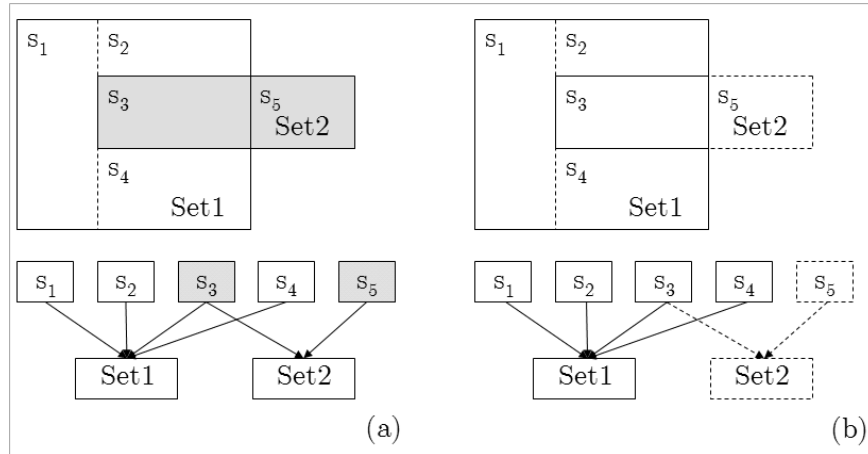 S1 S2
S3 S5
Set2
S4
Set1
S1 S2 S3 S4 S5
Set1 Set2
(a)
S1 S2
S3 S5
Set2
S4
Set1
S1 S2 S3 S4 S5
Set1 Set2
(b)